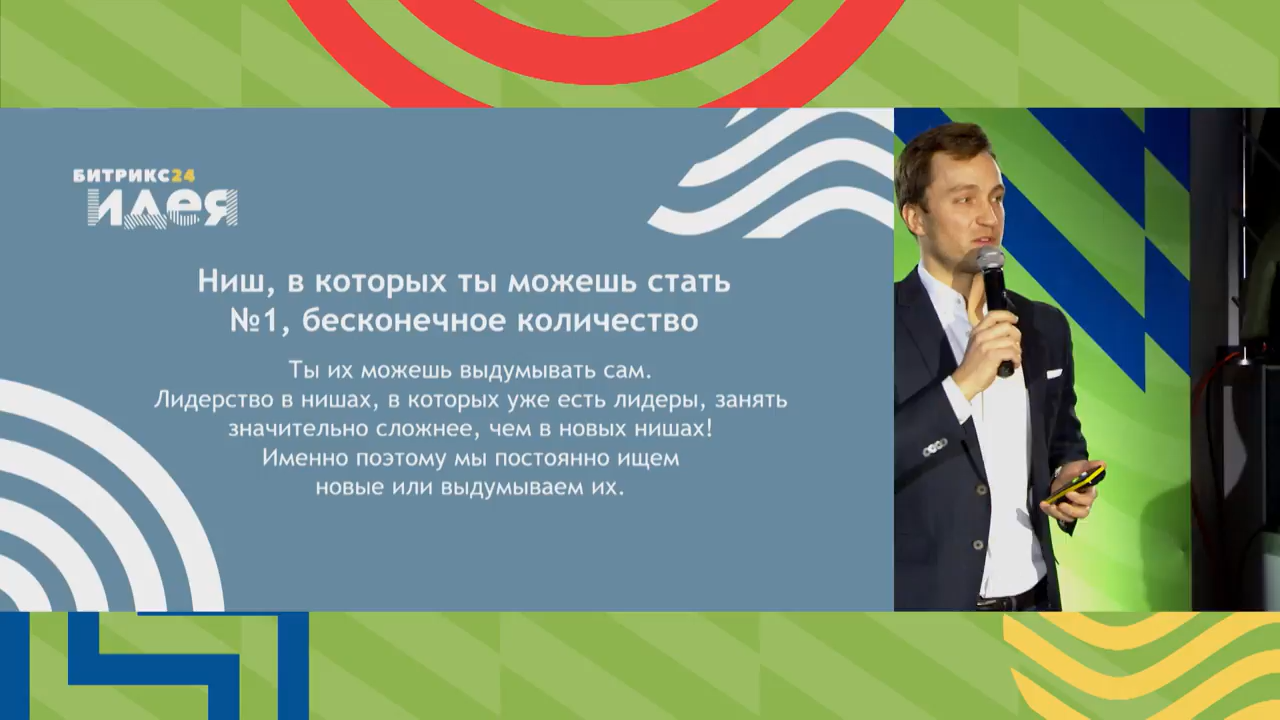 БИТРИКС24
идея
Ниш, в которых ты можешь стать
№1, бесконечное количество
Ты их можешь выдумывать сам.
Лидерство в нишах, в которых уже есть лидеры, занять
значительно сложнее, чем в новых нишах!
Именно поэтому мы постоянно ищем
новые или выдумываем их.